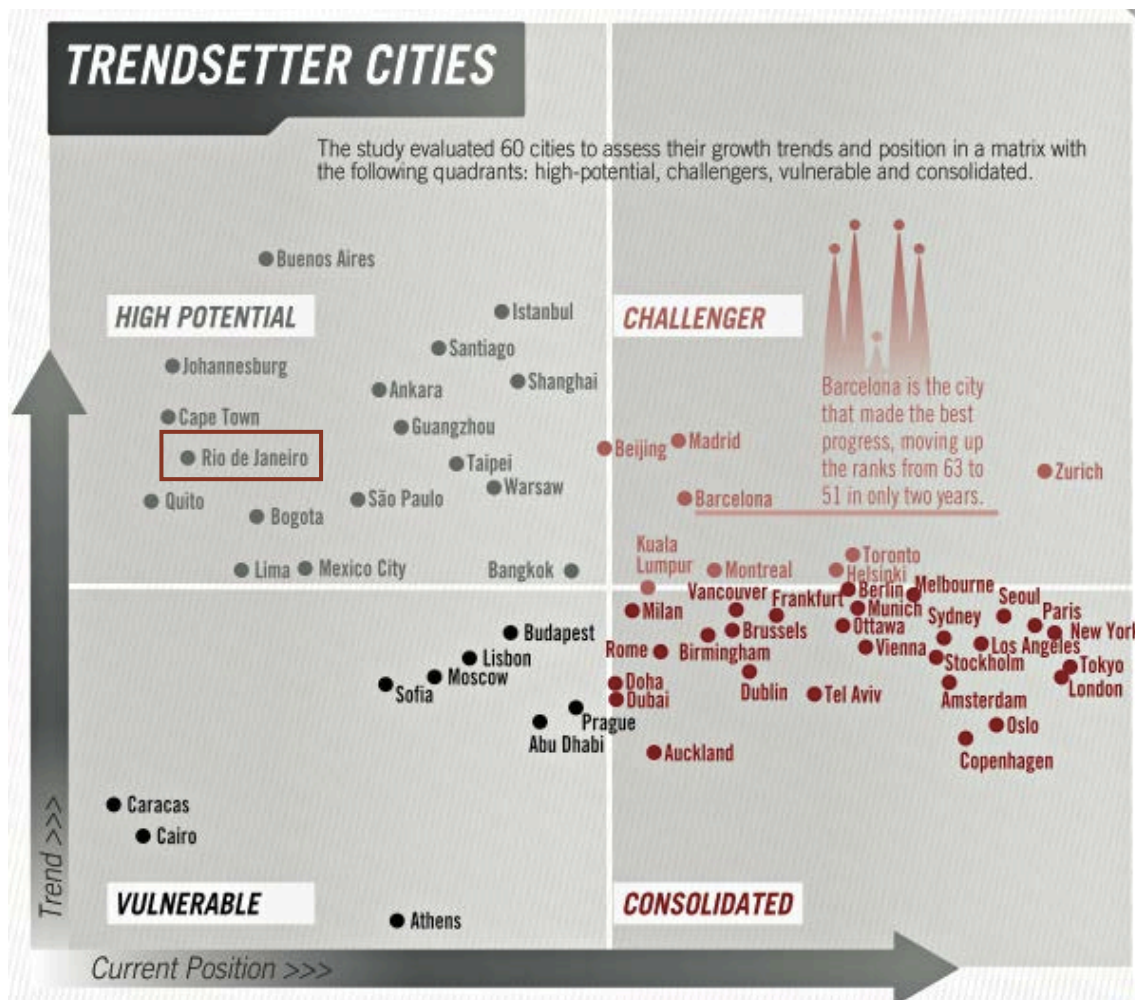 TRENDSETTER CITIES
The study evaluated 60 cities to assess their growth trends and position in a matrix with
the following quadrants: high-potential, challengers, vulnerable and consolidated.
Buenos Aires
HIGH POTENTIAL
Istanbul
CHALLENGER
Santiago
Johannesburg
Shanghai
Ankara
Barcelona is the city
that made the best
progress, moving up
the ranks from 63 to
51 in only two years.
Cape Town
Guangzhou
Beijing
Madrid
Rio de Janeiro
Taipei
Zurich
Warsaw
Quito
São Paulo
Barcelona
Bogota
Kuala
Lumpur
Toronto
Lima
Mexico City
Bangkok
Montreal
Helsinki
Vancouver
Berlin
Melbourne
Milan
Frankfurt
Munich
Seoul
Paris
Budapest
Brussels
Ottawa
Sydney
New York
Rome
Birmingham
Vienna
Los Angeles
Lisbon
Stockholm
Tokyo
Moscow
Sofia
Doha
Dublin
London
Dubai
Tel Aviv
Amsterdam
Prague
Abu Dhabi
Oslo
Auckland
Copenhagen
Caracas
Cairo
VULNERABLE
CONSOLIDATED
Athens
Trend >>>
Current Position >>>